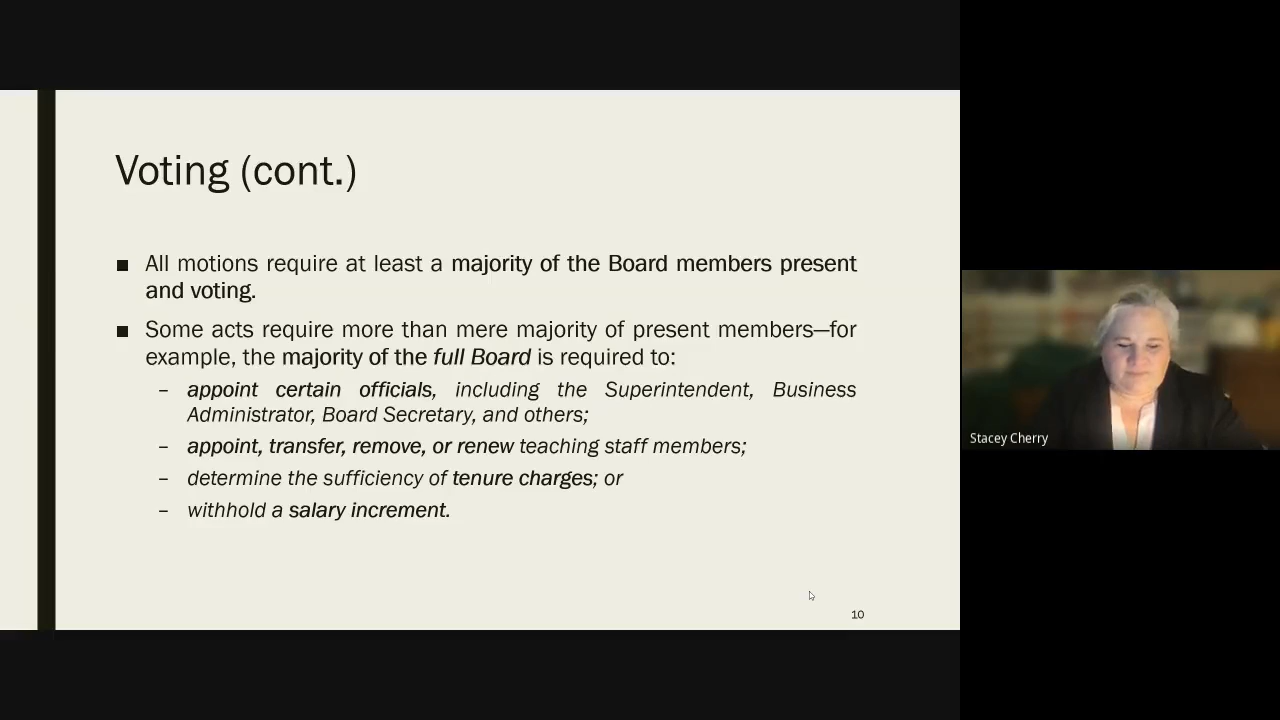 Voting (cont.)
■ All motions require at least a majority of the Board members present
and voting.
■ Some acts require more than mere majority of present members—for
example, the majority of the full Board is required to:
– appoint certain officials, including the Superintendent, Business
Administrator, Board Secretary, and others;
– appoint, transfer, remove, or renew teaching staff members;
– determine the sufficiency of tenure charges; or
– withhold a salary increment.
10
Stacey Cherry